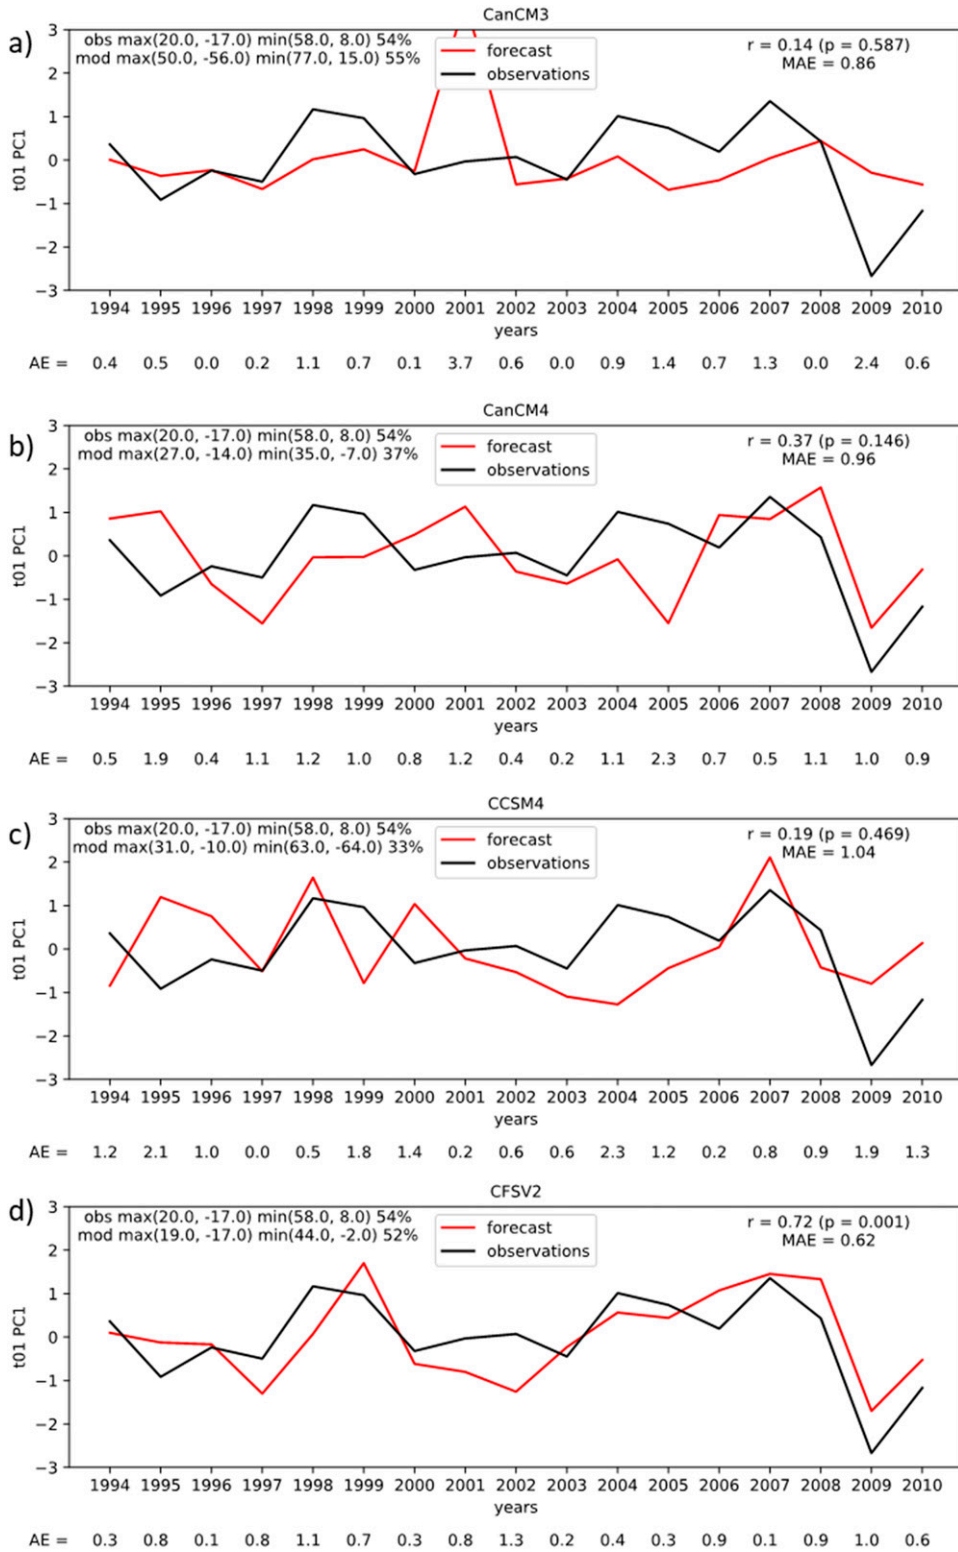 CanCM3
a)
obs max(20.0, -17.0) min(58.0, 8.0) 54%
mod max(50.0, -56.0) min(77.0, 15.0) 55%
forecast
observations
r = 0.14 (p = 0.587)
MAE = 0.86
t01 PC1
3
2
1
0
−1
−2
−3
1994 1995 1996 1997 1998 1999 2000 2001 2002 2003 2004 2005 2006 2007 2008 2009 2010
years
AE = 0.4 0.5 0.0 0.2 1.1 0.7 0.1 3.7 0.6 0.0 0.9 1.4 0.7 1.3 0.0 2.4 0.6
CanCM4
b)
obs max(20.0, -17.0) min(58.0, 8.0) 54%
mod max(27.0, -14.0) min(35.0, -7.0) 37%
forecast
observations
r = 0.37 (p = 0.146)
MAE = 0.96
t01 PC1
3
2
1
0
−1
−2
−3
1994 1995 1996 1997 1998 1999 2000 2001 2002 2003 2004 2005 2006 2007 2008 2009 2010
years
AE = 0.5 1.9 0.4 1.1 1.2 1.0 0.8 1.2 0.4 0.2 1.1 2.3 0.7 0.5 1.1 1.0 0.9
CCSM4
c)
obs max(20.0, -17.0) min(58.0, 8.0) 54%
mod max(31.0, -10.0) min(63.0, -64.0) 33%
forecast
observations
r = 0.19 (p = 0.469)
MAE = 1.04
t01 PC1
3
2
1
0
−1
−2
−3
1994 1995 1996 1997 1998 1999 2000 2001 2002 2003 2004 2005 2006 2007 2008 2009 2010
years
AE = 1.2 2.1 1.0 0.0 0.5 1.8 1.4 0.2 0.6 0.6 2.3 1.2 0.2 0.8 0.9 1.9 1.3
CFSV2
d)
obs max(20.0, -17.0) min(58.0, 8.0) 54%
mod max(19.0, -17.0) min(44.0, -2.0) 52%
forecast
observations
r = 0.72 (p = 0.001)
MAE = 0.62
t01 PC1
3
2
1
0
−1
−2
−3
1994 1995 1996 1997 1998 1999 2000 2001 2002 2003 2004 2005 2006 2007 2008 2009 2010
years
AE = 0.3 0.8 0.1 0.8 1.1 0.7 0.3 0.8 1.3 0.2 0.4 0.3 0.9 0.1 0.9 1.0 0.6